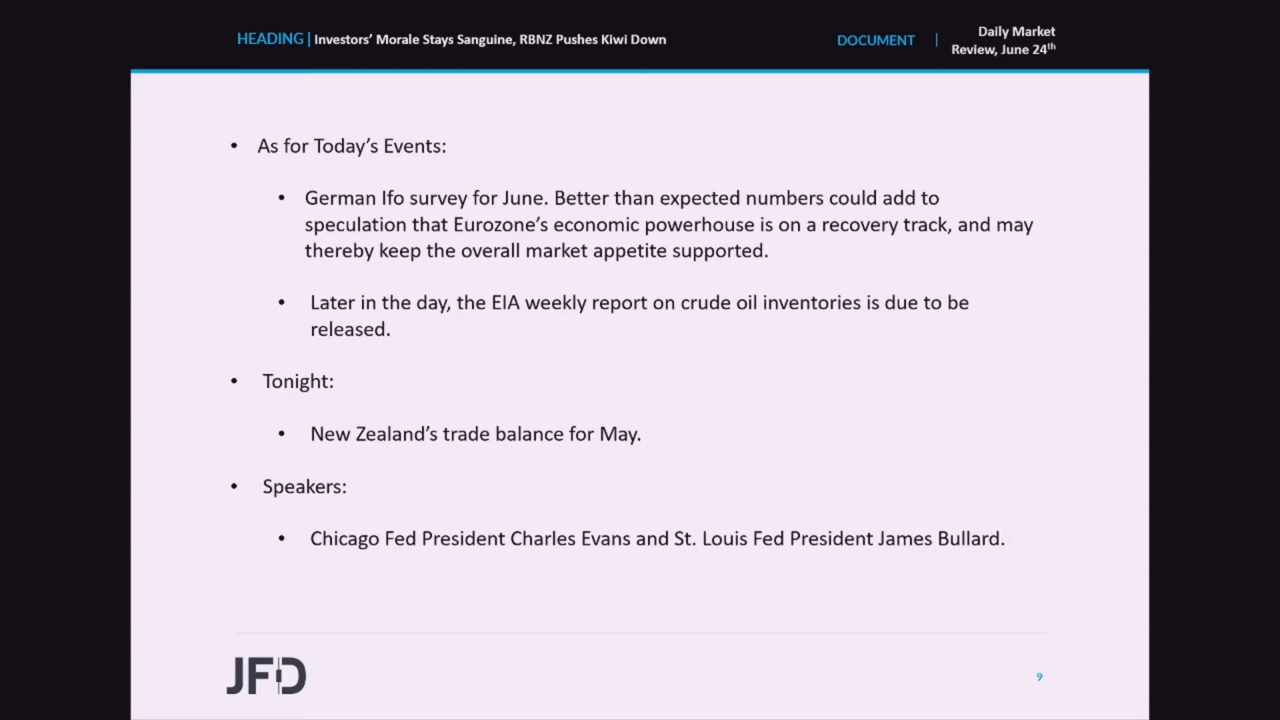 HEADING | Investors’ Morale Stays Sanguine, RBNZ Pushes Kiwi Down
DOCUMENT | Daily Market
Review, June 24th
• As for Today’s Events:
• German Ifo survey for June. Better than expected numbers could add to
speculation that Eurozone’s economic powerhouse is on a recovery track, and may
thereby keep the overall market appetite supported.
• Later in the day, the EIA weekly report on crude oil inventories is due to be
released.
• Tonight:
• New Zealand’s trade balance for May.
• Speakers:
• Chicago Fed President Charles Evans and St. Louis Fed President James Bullard.
JFD
9